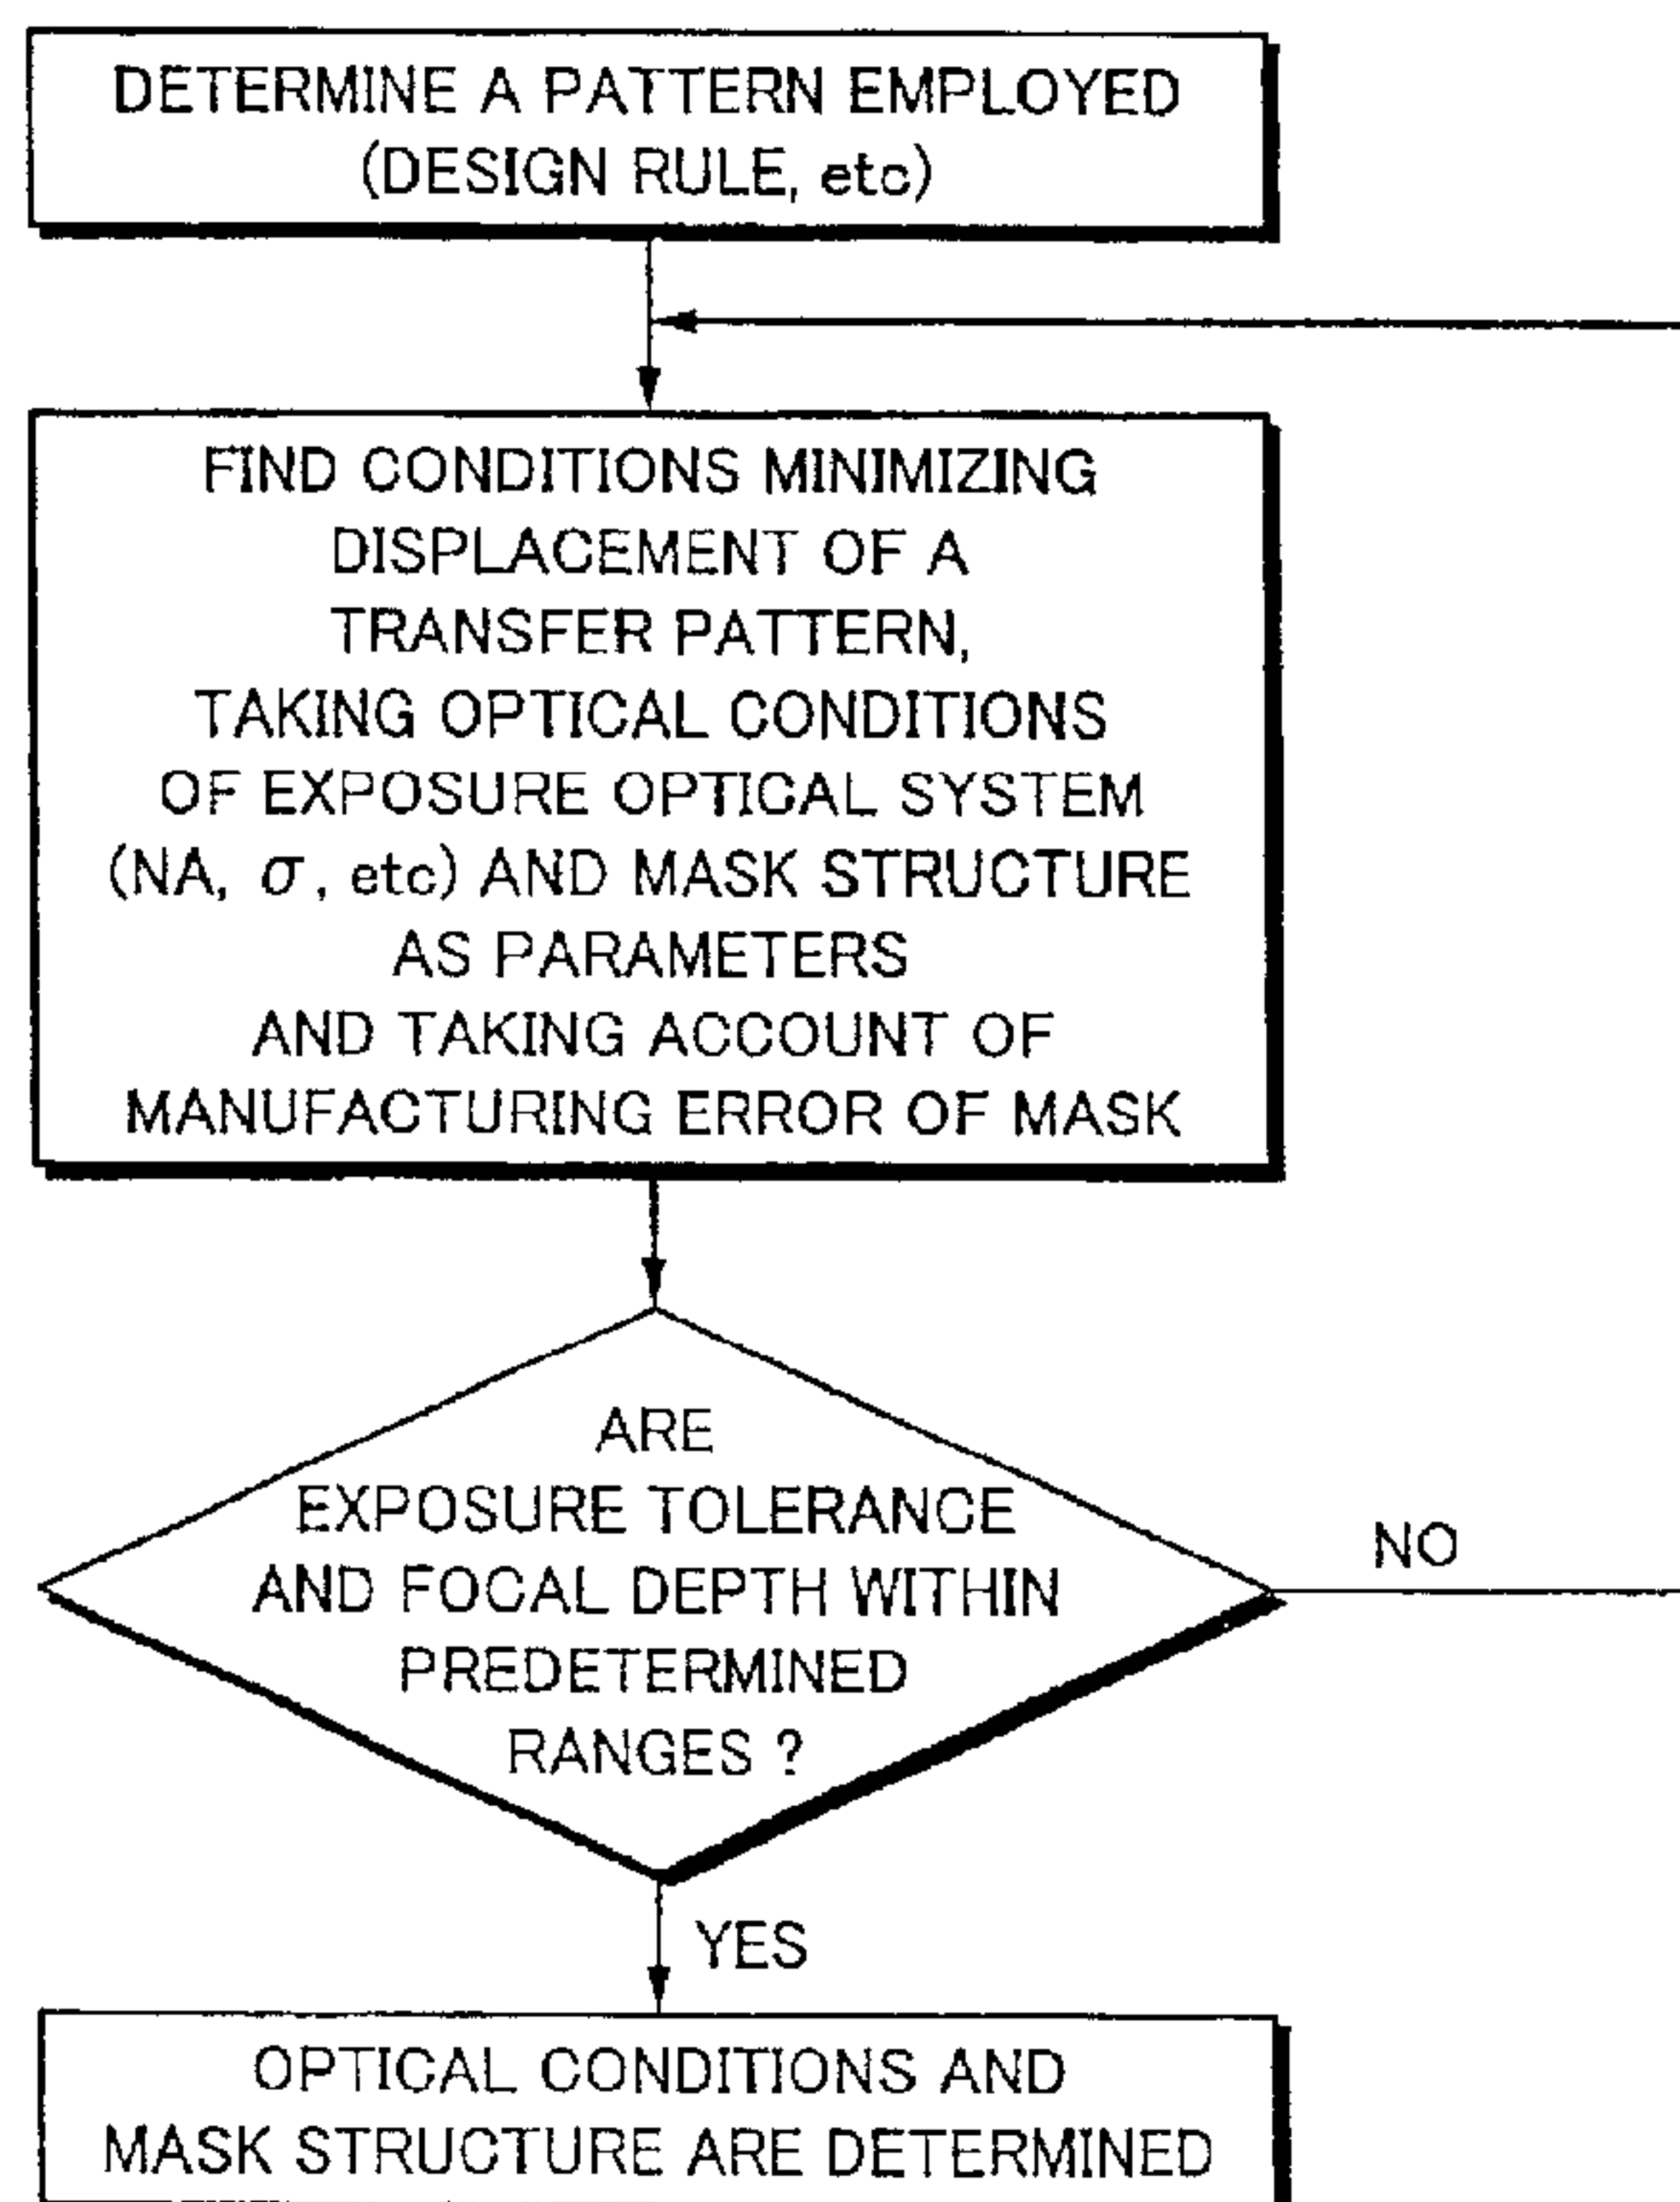 DETERMINE A PATTERN EMPLOYED
(DESIGN RULE, etc)
FIND CONDITIONS MINIMIZING
DISPLACEMENT OF A
TRANSFER PATTERN,
TAKING OPTICAL CONDITIONS
OF EXPOSURE OPTICAL SYSTEM
(NA, σ, etc) AND MASK STRUCTURE
AS PARAMETERS
AND TAKING ACCOUNT OF
MANUFACTURING ERROR OF MASK
ARE
EXPOSURE TOLERANCE
AND FOCAL DEPTH WITHIN
PREDETERMINED
RANGES ?
NO
YES
OPTICAL CONDITIONS AND
MASK STRUCTURE ARE DETERMINED